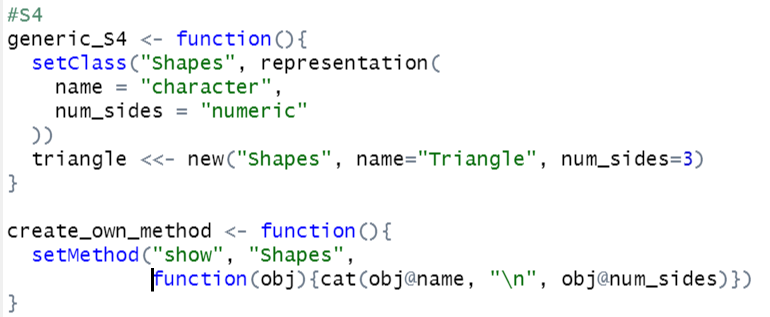 #S4
generic_S4 <- function(){
  setClass("Shapes", representation(
    name = "character",
    num_sides = "numeric"
  ))
  triangle <<- new("Shapes", name="Triangle", num_sides=3)
}

create_own_method <- function(){
  setMethod("show", "Shapes",
            function(obj){cat(obj@name, "\n", obj@num_sides)})
}